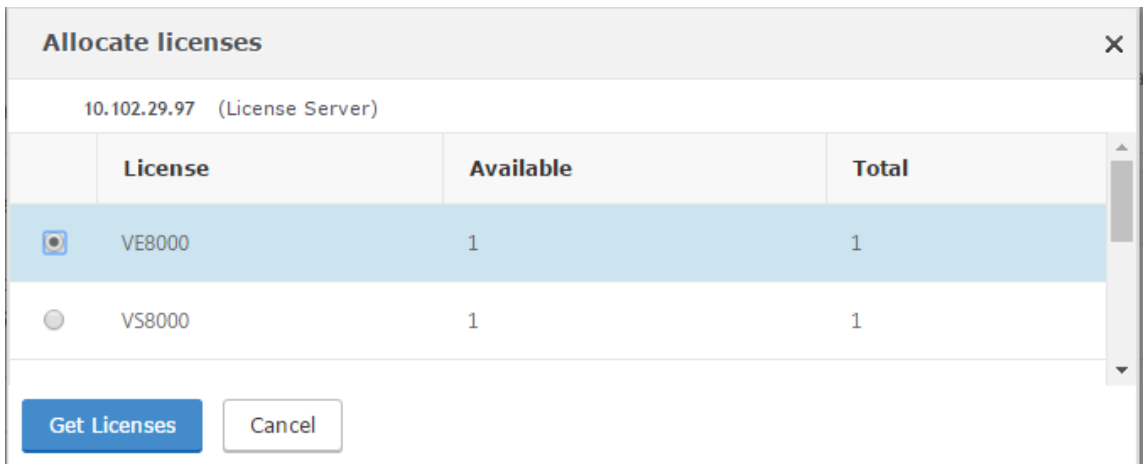 Allocate licenses
10.102.29.97 (License Server)
License Available Total
VE8000 1 1
VS8000 1 1
Get Licenses Cancel